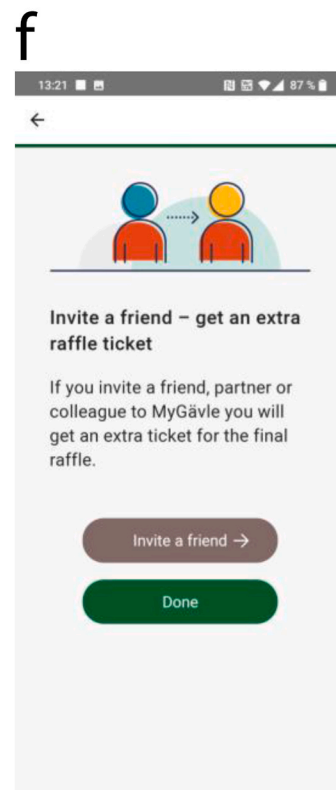 f
13:21
87 %
←
Invite a friend – get an extra
raffle ticket
If you invite a friend, partner or
colleague to MyGävle you will
get an extra ticket for the final
raffle.
Invite a friend →
Done